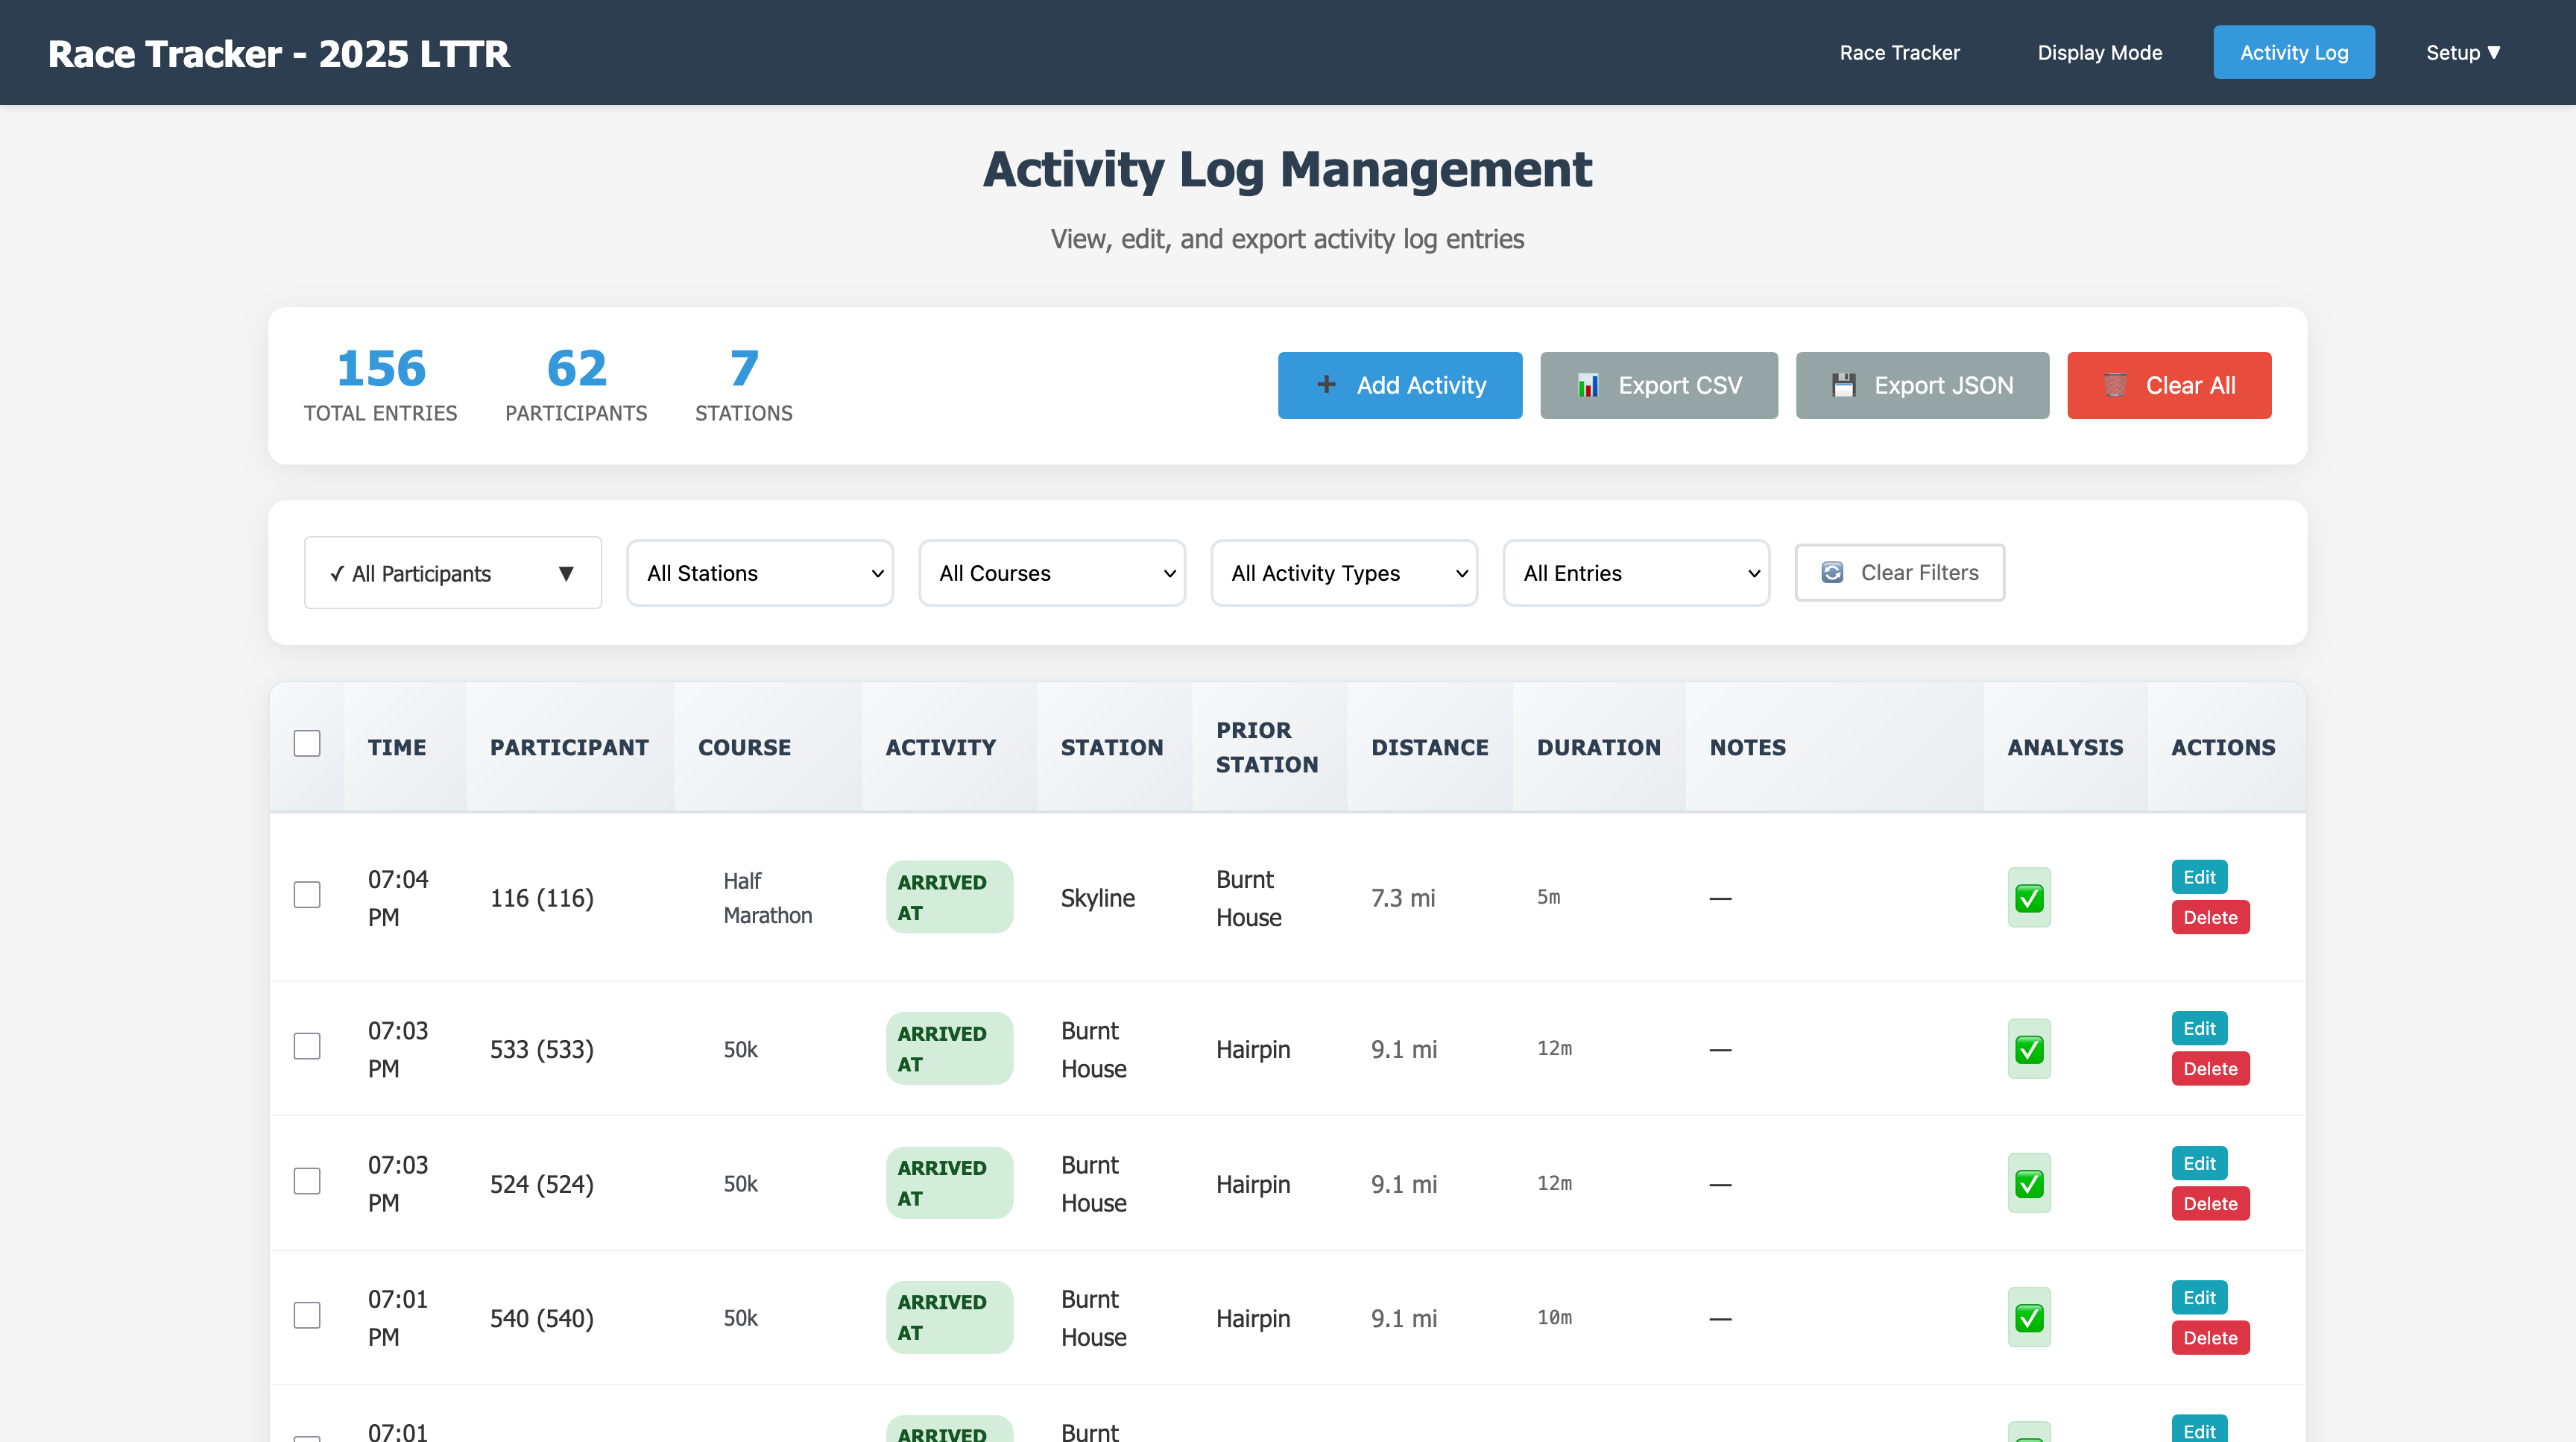 Race Tracker - 2025 LTTR
Race Tracker
Display Mode
Activity Log
Setup ▼
Activity Log Management
View, edit, and export activity log entries
156
TOTAL ENTRIES
62
PARTICIPANTS
7
STATIONS
➕ Add Activity
📊 Export CSV
💾 Export JSON
🗑️ Clear All
✓ All Participants ▼
All Stations
All Courses
All Activity Types
All Entries
🔄 Clear Filters
TIME
PARTICIPANT
COURSE
ACTIVITY
STATION
PRIOR
STATION
DISTANCE
DURATION
NOTES
ANALYSIS
ACTIONS
07:04
PM
116 (116)
Half
Marathon
ARRIVED
AT
Skyline
Burnt
House
7.3 mi
5m
—
✅
Edit
Delete
07:03
PM
533 (533)
50k
ARRIVED
AT
Burnt
House
Hairpin
9.1 mi
12m
—
✅
Edit
Delete
07:03
PM
524 (524)
50k
ARRIVED
AT
Burnt
House
Hairpin
9.1 mi
12m
—
✅
Edit
Delete
07:01
PM
540 (540)
50k
ARRIVED
AT
Burnt
House
Hairpin
9.1 mi
10m
—
✅
Edit
Delete
07:01
ARRIVED
Burnt
Edit